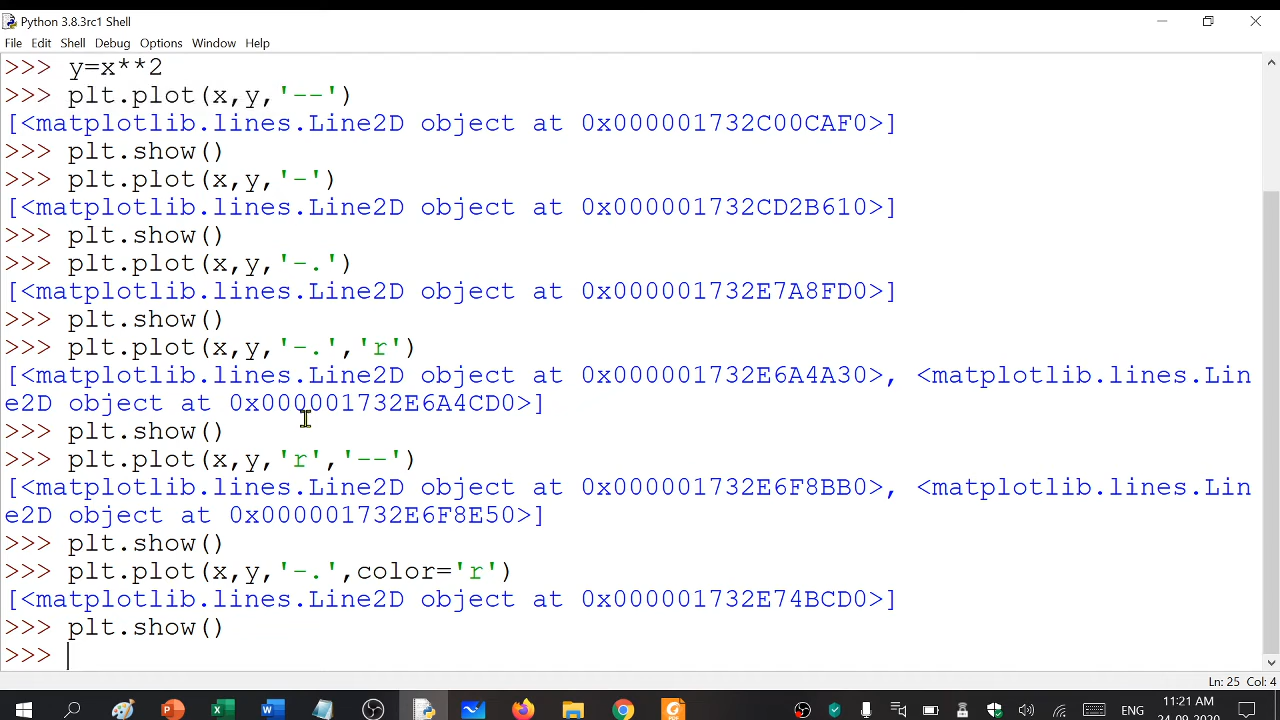 Python 3.8.3rc1 Shell
File Edit Shell Debug Options Window Help
>>> y=x**2
>>> plt.plot(x,y,'--')
[<matplotlib.lines.Line2D object at 0x000001732C00CAF0>]
>>> plt.show()
>>> plt.plot(x,y,'-')
[<matplotlib.lines.Line2D object at 0x000001732CD2B610>]
>>> plt.show()
>>> plt.plot(x,y,'-.')
[<matplotlib.lines.Line2D object at 0x000001732E7A8FD0>]
>>> plt.show()
>>> plt.plot(x,y,'-.','r')
[<matplotlib.lines.Line2D object at 0x000001732E6A4A30>, <matplotlib.lines.Lin
e2D object at 0x000001732E6A4CD0>]
>>> plt.show()
>>> plt.plot(x,y,'r','--')
[<matplotlib.lines.Line2D object at 0x000001732E6F8BB0>, <matplotlib.lines.Lin
e2D object at 0x000001732E6F8E50>]
>>> plt.show()
>>> plt.plot(x,y,'-.',color='r')
[<matplotlib.lines.Line2D object at 0x000001732E74BCD0>]
>>> plt.show()
>>>
Ln: 25 Col: 4
ENG
11:21 AM
24-09-2020